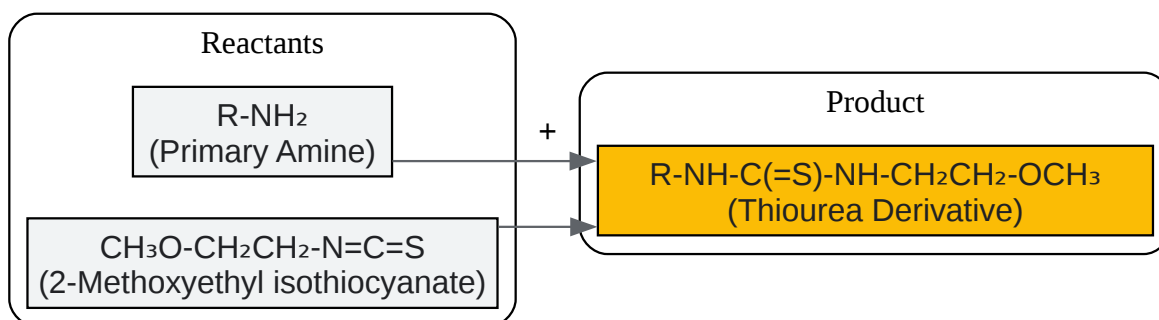 Reactants
R-NH₂
(Primary Amine)
CH₃O-CH₂CH₂-N=C=S
(2-Methoxyethyl isothiocyanate)
+
Product
R-NH-C(=S)-NH-CH₂CH₂-OCH₃
(Thiourea Derivative)